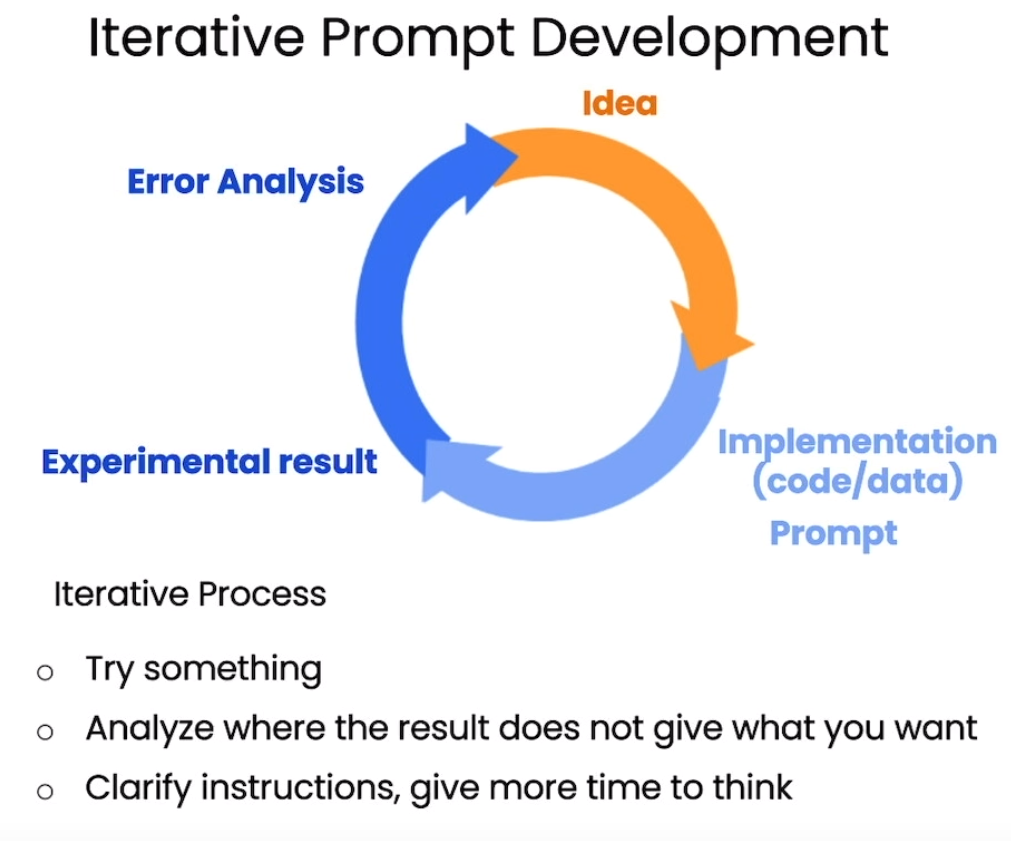 Iterative Prompt Development
Idea
Error Analysis
Implementation
(code/data)
Prompt
Experimental result
Iterative Process
o Try something
o Analyze where the result does not give what you want
o Clarify instructions, give more time to think